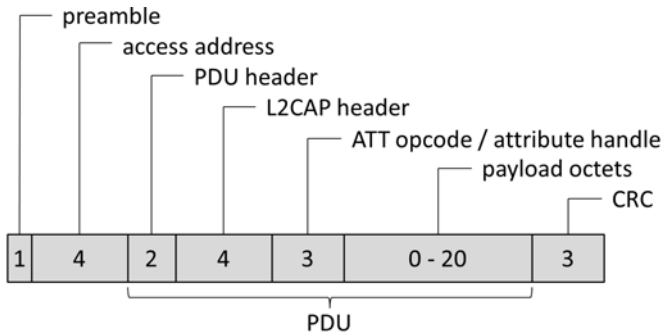 preamble
access address
PDU header
L2CAP header
ATT opcode / attribute handle
payload octets
CRC
1 4 2 4 3 0 - 20 3
PDU